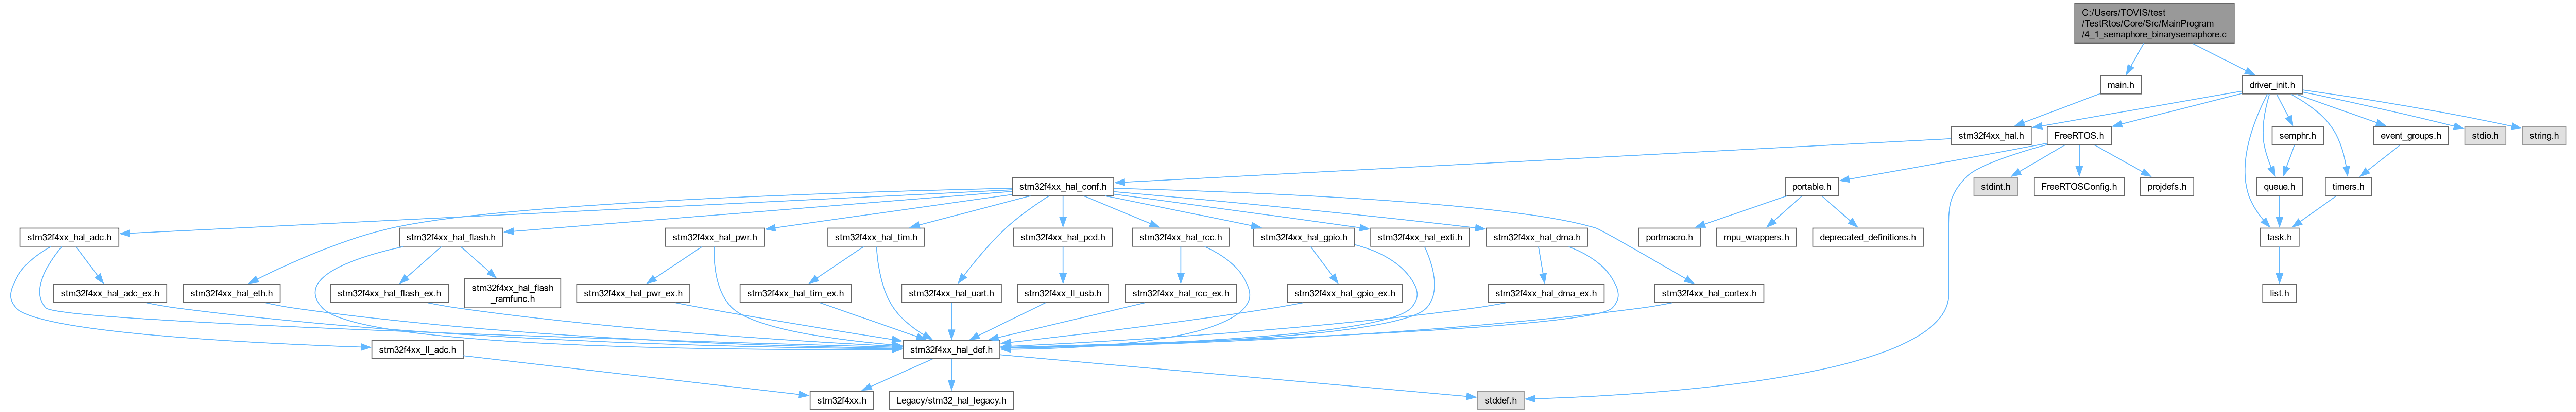 C:/Users/TOVIS/test
/TestRtos/Core/Src/MainProgram
/4_1_semaphore_binarysemaphore.c
main.h
driver_init.h
stm32f4xx_hal.h
FreeRTOS.h
semphr.h
event_groups.h
stdio.h
string.h
stm32f4xx_hal_conf.h
portable.h
stdint.h
FreeRTOSConfig.h
projdefs.h
queue.h
timers.h
stm32f4xx_hal_adc.h
stm32f4xx_hal_flash.h
stm32f4xx_hal_pwr.h
stm32f4xx_hal_tim.h
stm32f4xx_hal_pcd.h
stm32f4xx_hal_rcc.h
stm32f4xx_hal_gpio.h
stm32f4xx_hal_exti.h
stm32f4xx_hal_dma.h
portmacro.h
mpu_wrappers.h
deprecated_definitions.h
task.h
stm32f4xx_hal_adc_ex.h
stm32f4xx_hal_eth.h
stm32f4xx_hal_flash_ex.h
stm32f4xx_hal_flash
_ramfunc.h
stm32f4xx_hal_pwr_ex.h
stm32f4xx_hal_tim_ex.h
stm32f4xx_hal_uart.h
stm32f4xx_ll_usb.h
stm32f4xx_hal_rcc_ex.h
stm32f4xx_hal_gpio_ex.h
stm32f4xx_hal_dma_ex.h
stm32f4xx_hal_cortex.h
list.h
stm32f4xx_ll_adc.h
stm32f4xx_hal_def.h
stm32f4xx.h
Legacy/stm32_hal_legacy.h
stddef.h